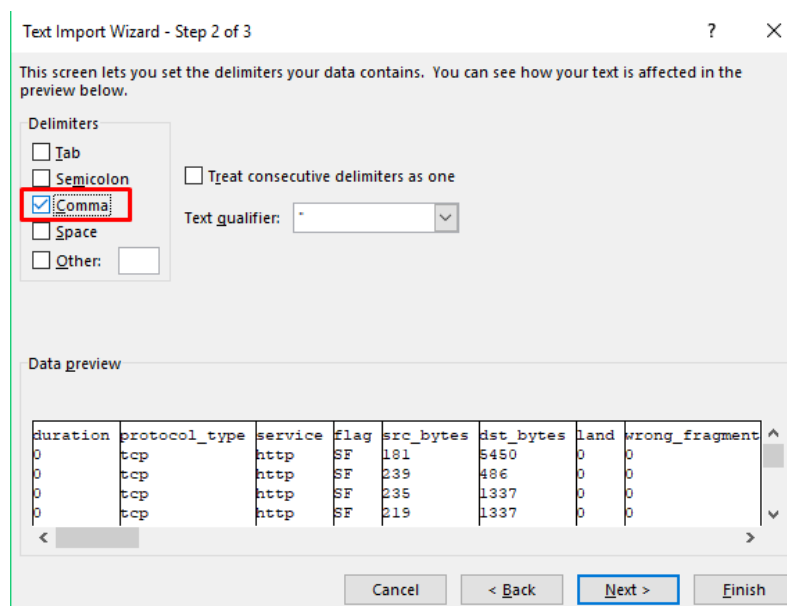 Text Import Wizard - Step 2 of 3 ?
This screen lets you set the delimiters your data contains. You can see how your text is affected in the
preview below.
Delimiters
Tab
Semicolon
Comma
Space
Other:
Treat consecutive delimiters as one
Text qualifier: "
Data preview
duration protocol_type service flag src_bytes dst_bytes land wrong_fragment
0 tcp http SF 181 5450 0 0
0 tcp http SF 239 486 0 0
0 tcp http SF 235 1337 0 0
0 tcp http SF 219 1337 0 0
Cancel < Back Next > Finish